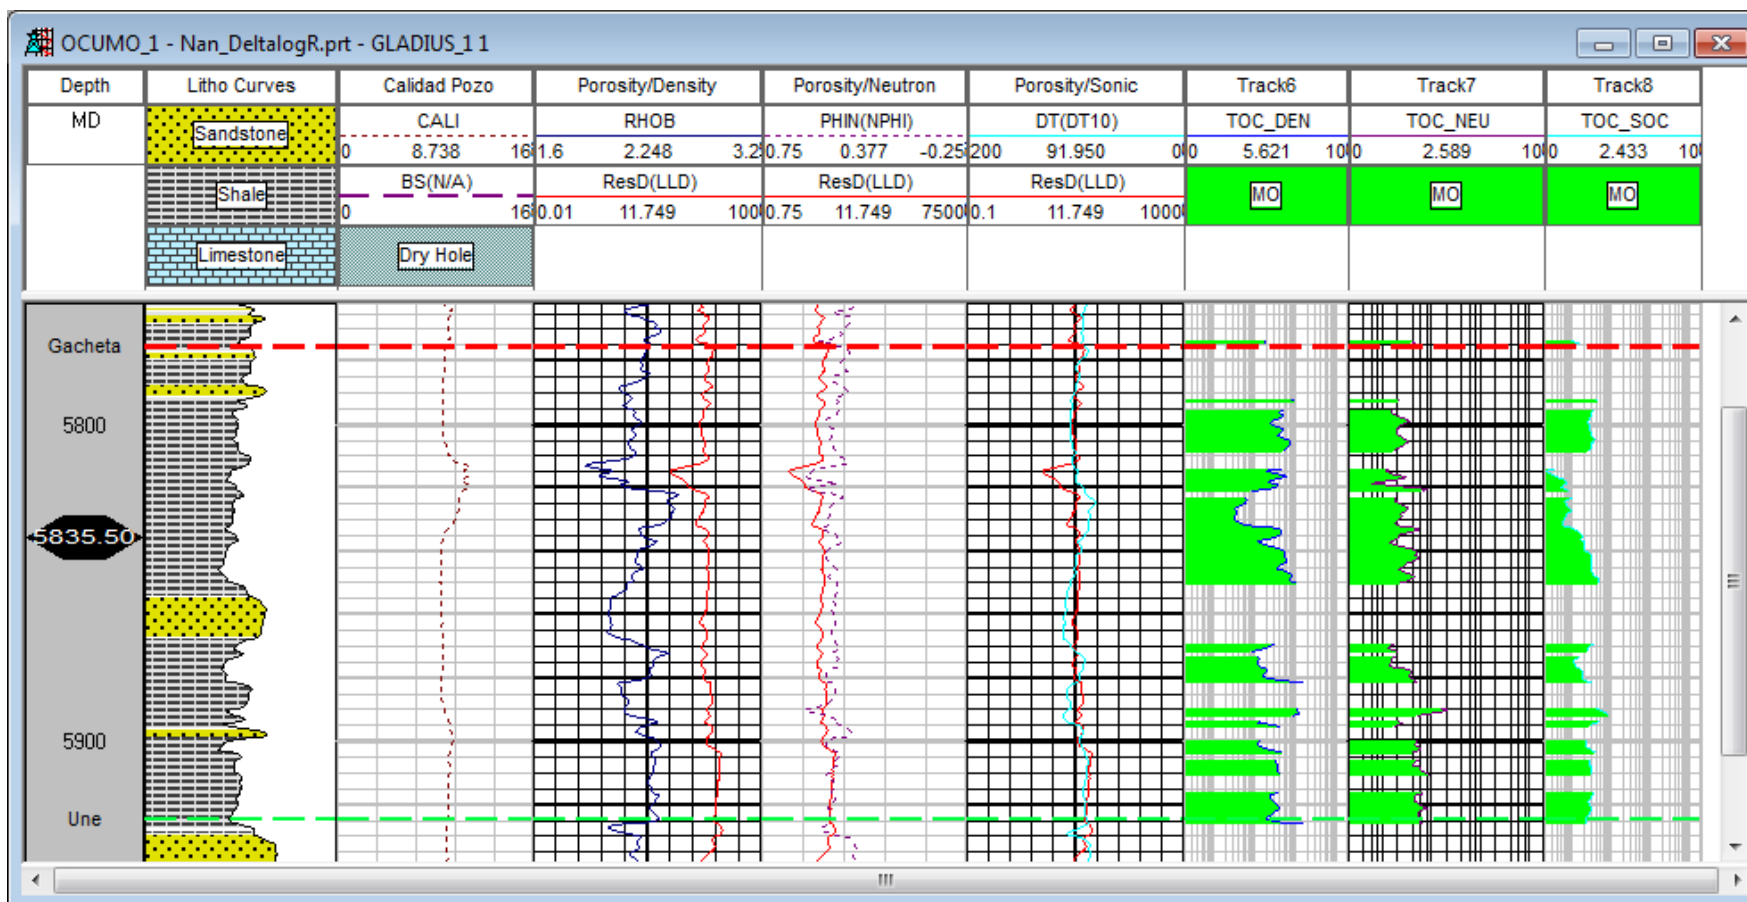 OCUMO_1 - Nan_DeltalogR.prt - GLADIUS_1 1
Depth Litho Curves Calidad Pozo Porosity/Density Porosity/Neutron Porosity/Sonic Track6 Track7 Track8
MD Sandstone CALI RHOB PHIN(NPHI) DT(DT10) TOC_DEN TOC_NEU TOC_SOC
0 8.738 16 1.6 2.248 3.2 0.75 0.377 -0.25 200 91.950 0 0 5.621 10 0 2.589 10 0 2.433 10
Shale BS(N/A) ResD(LLD) ResD(LLD) ResD(LLD) MO MO MO
0 16 0.01 11.749 100 0.75 11.749 7500 0.1 11.749 1000
Limestone Dry Hole
Gacheta
5800
5835.50
5900
Une